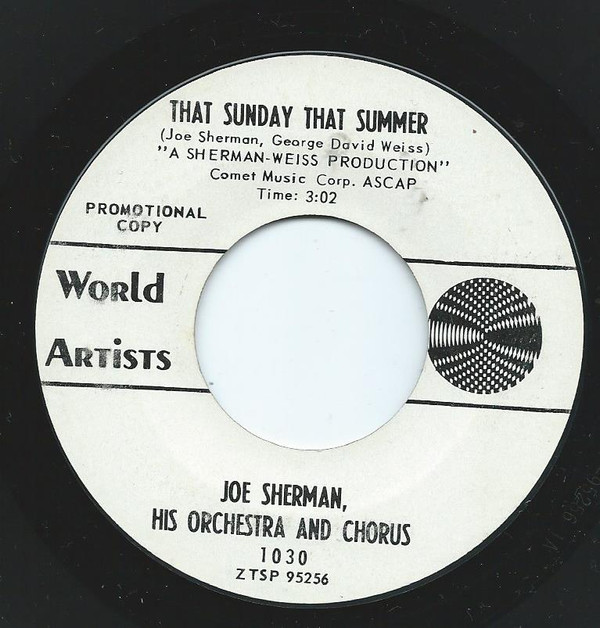 THAT SUNDAY THAT SUMMER
(Joe Sherman, George David Weiss)
"A SHERMAN-WEISS PRODUCTION"
Comet Music Corp. ASCAP
Time: 3:02
PROMOTIONAL
COPY
World
Artists
JOE SHERMAN,
HIS ORCHESTRA AND CHORUS
1030
ZTSP 95256